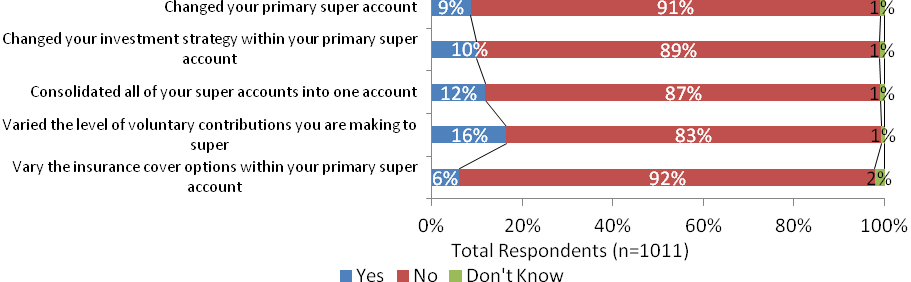 Changed your primary super account
9% 91% 1%
Changed your investment strategy within your primary super
account
10% 89% 1%
Consolidated all of your super accounts into one account
12% 87% 1%
Varied the level of voluntary contributions you are making to
super
16% 83% 1%
Vary the insurance cover options within your primary super
account
6% 92% 2%
0% 20% 40% 60% 80% 100%
Total Respondents (n=1011)
Yes No Don't Know